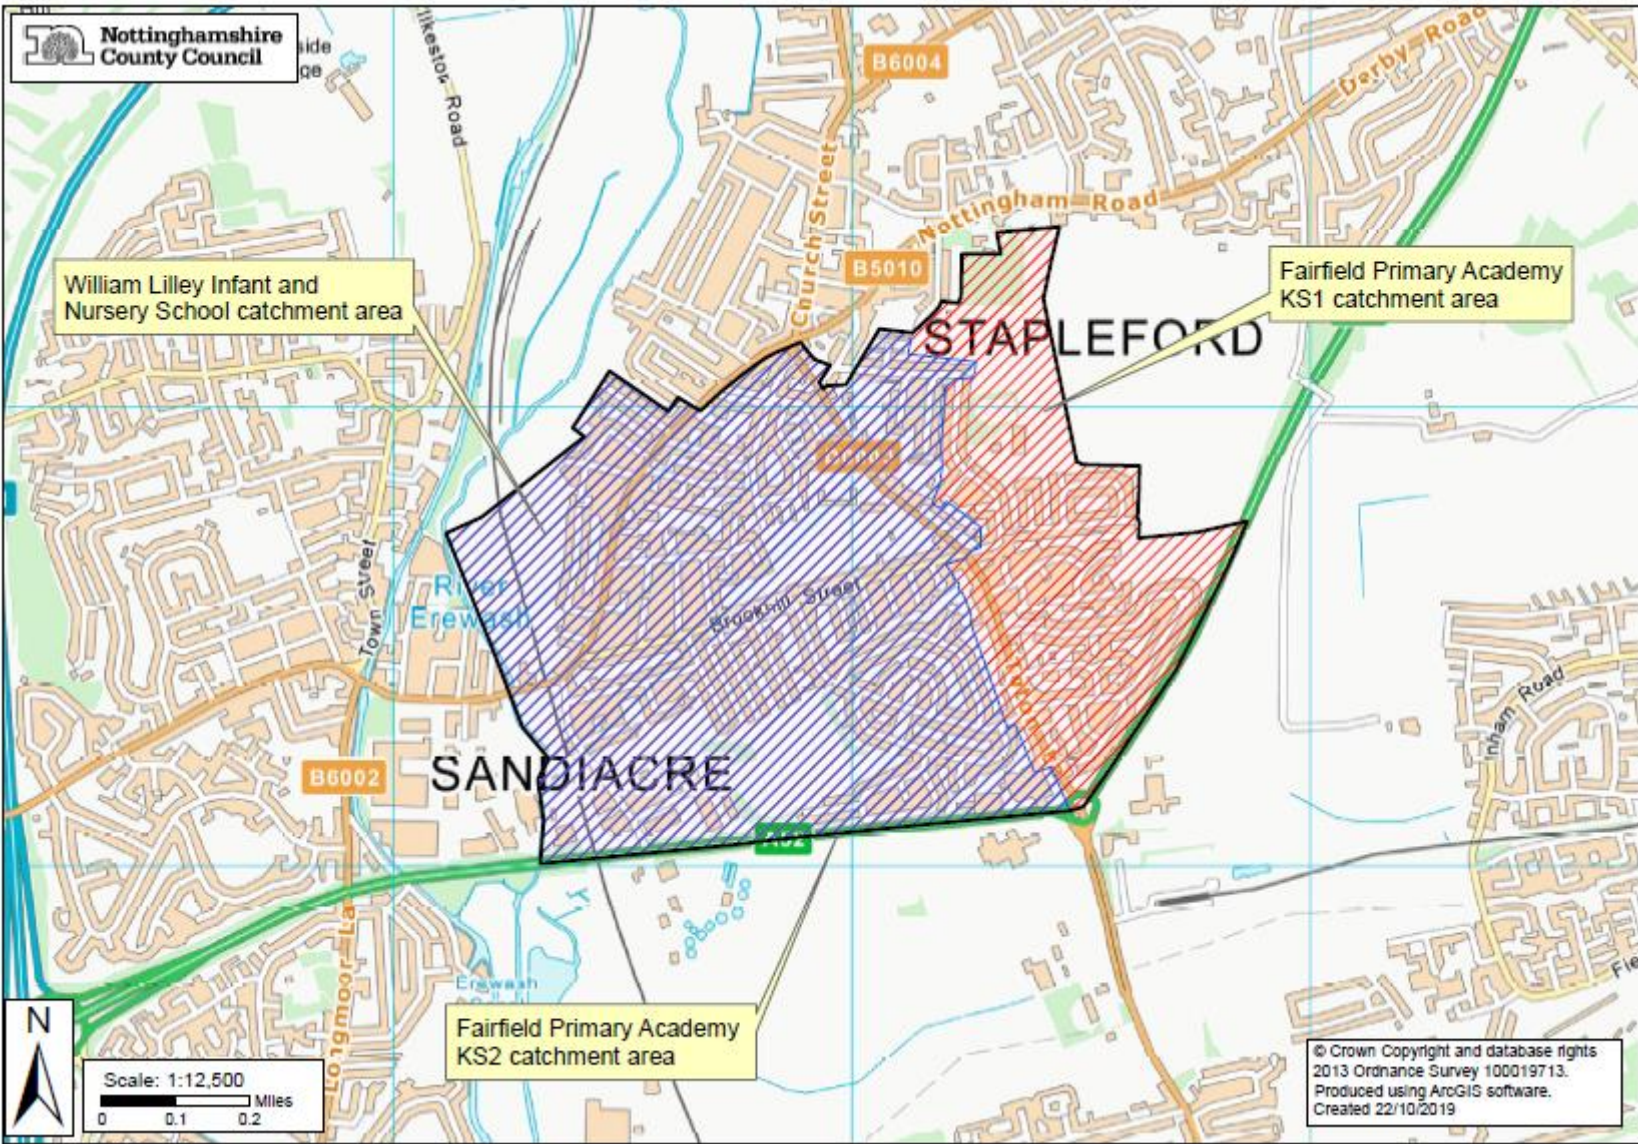 Nottinghamshire
County Council
side
ge
Ilkeston Road
B6004
Derby Road
Church Street
Nottingham Road
B5010
William Lilley Infant and
Nursery School catchment area
Fairfield Primary Academy
KS1 catchment area
STAPLEFORD
Town Street
River
Erewash
Brookhill Street
Inham Road
SANDIACRE
B6002
A52
Longmoor La
Erewash
Fairfield Primary Academy
KS2 catchment area
Fie
N
Scale: 1:12,500
Miles
0 0.1 0.2
© Crown Copyright and database rights
2013 Ordnance Survey 100019713.
Produced using ArcGIS software.
Created 22/10/2019